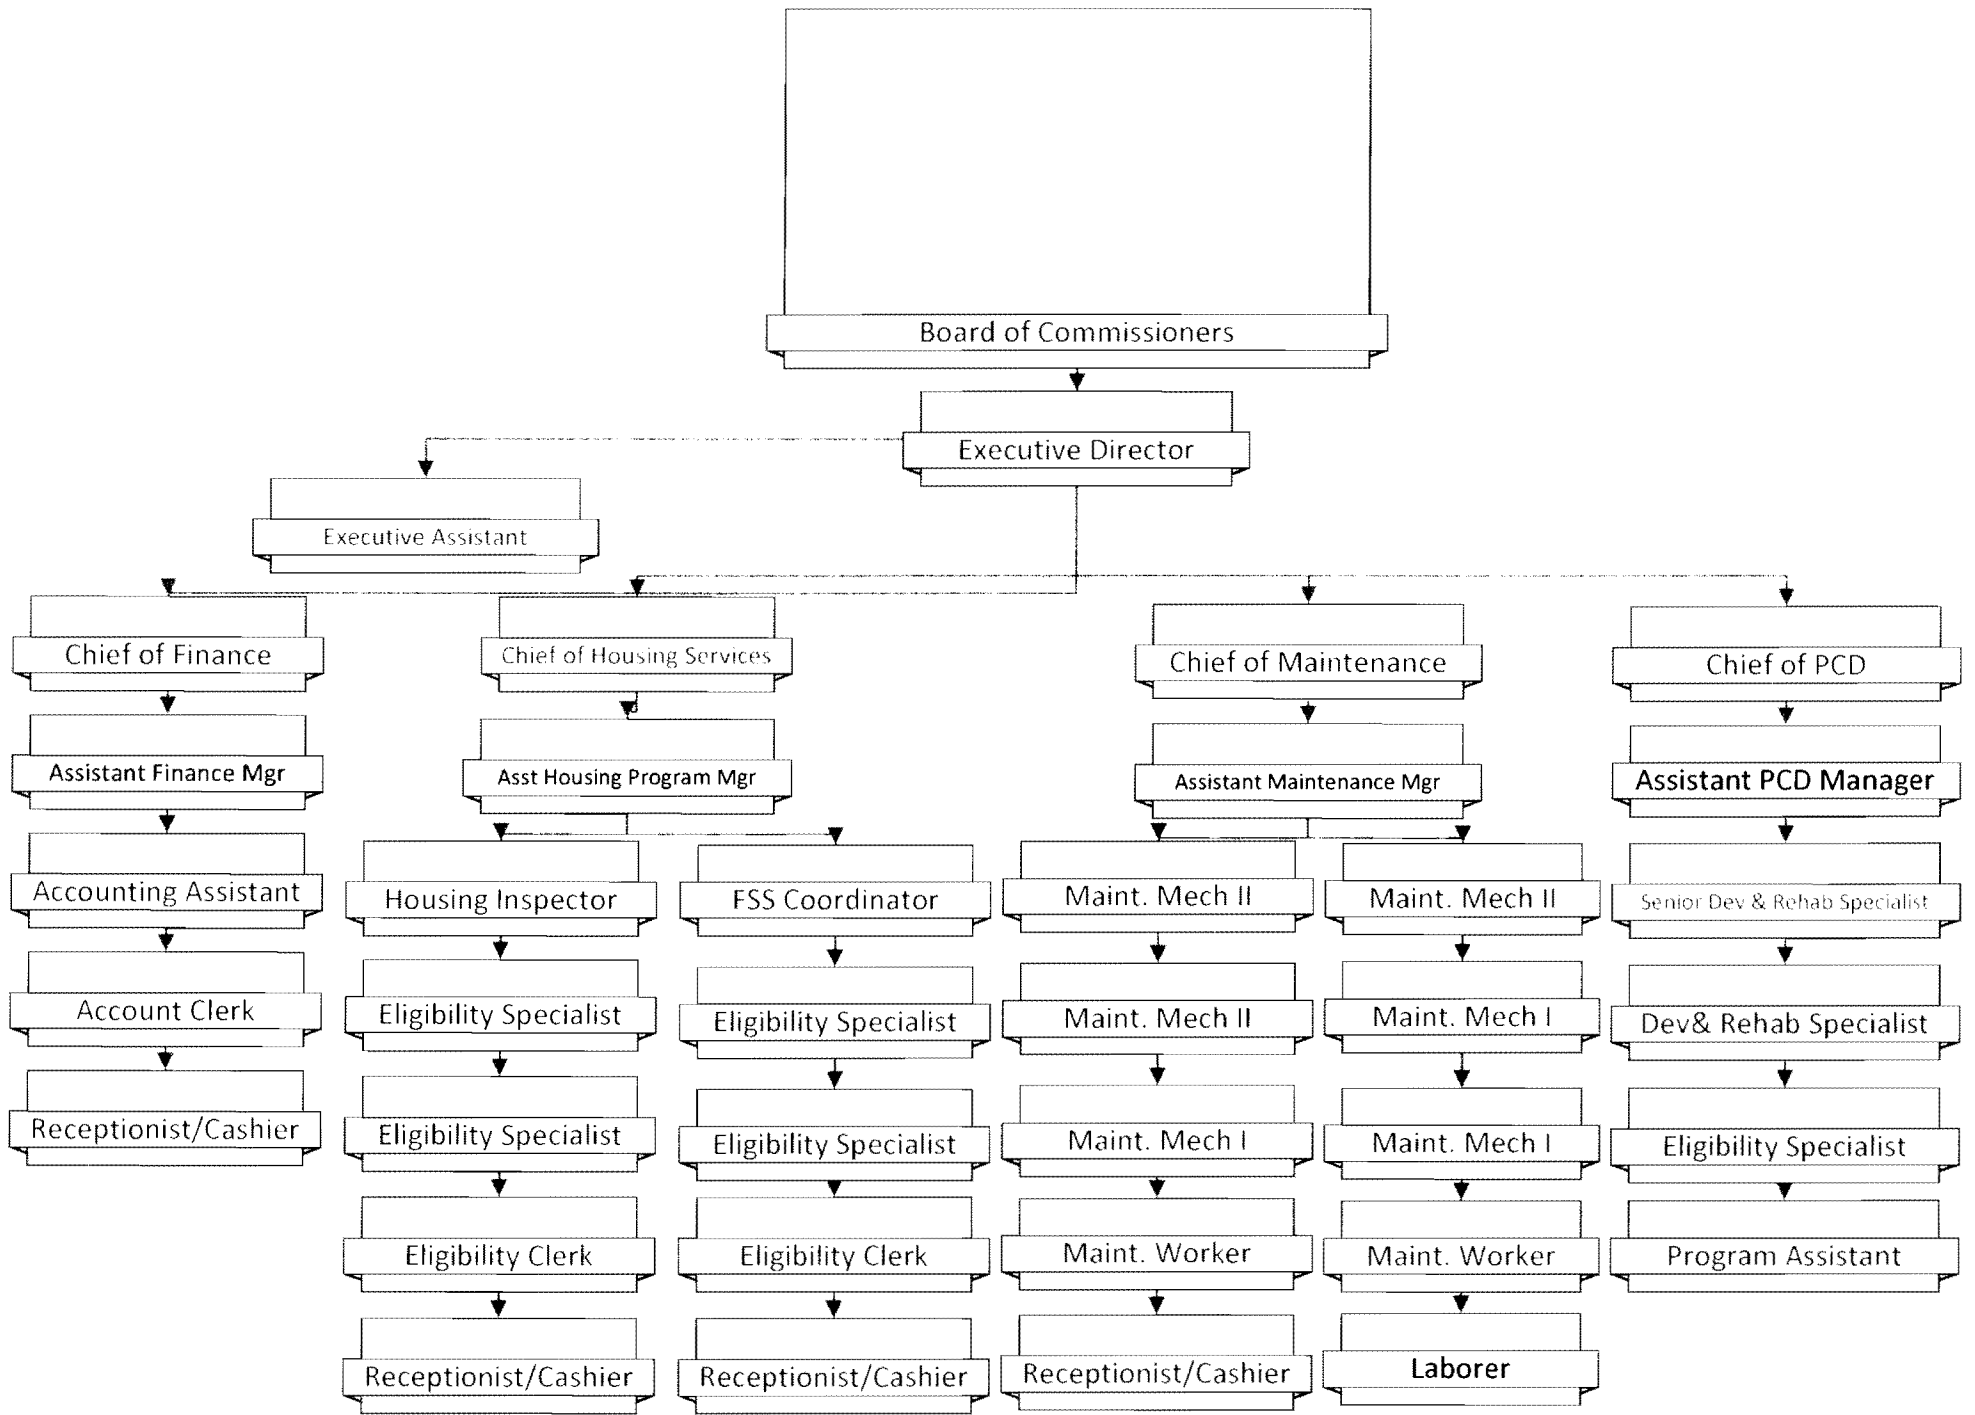 Board of Commissioners
Executive Director
Executive Assistant
Chief of Finance
Chief of Housing Services
Chief of Maintenance
Chief of PCD
Assistant Finance Mgr
Asst Housing Program Mgr
Assistant Maintenance Mgr
Assistant PCD Manager
Accounting Assistant
Housing Inspector
FSS Coordinator
Maint. Mech II
Maint. Mech II
Senior Dev & Rehab Specialist
Account Clerk
Eligibility Specialist
Eligibility Specialist
Maint. Mech II
Maint. Mech I
Dev& Rehab Specialist
Receptionist/Cashier
Eligibility Specialist
Eligibility Specialist
Maint. Mech I
Maint. Mech I
Eligibility Specialist
Eligibility Clerk
Eligibility Clerk
Maint. Worker
Maint. Worker
Program Assistant
Receptionist/Cashier
Receptionist/Cashier
Receptionist/Cashier
Laborer